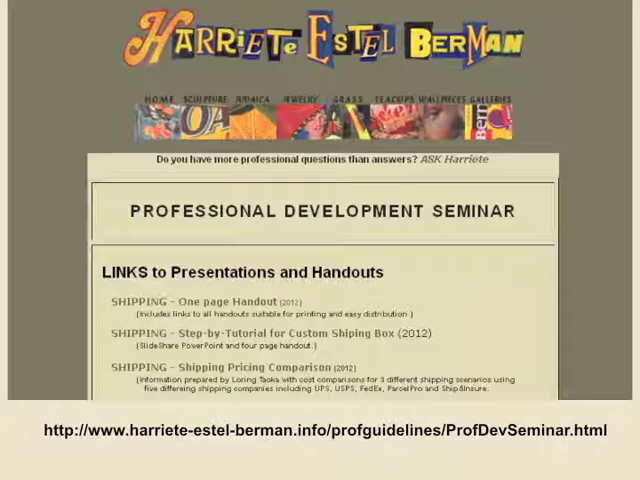 HARRiETe ESTEL BERMAN
HOME SCULPTURE JUDAICA JEWELRY GRASS TEACUPS WALLPIECES GALLERIES
Do you have more professional questions than answers? ASK Harriete
PROFESSIONAL DEVELOPMENT SEMINAR
LINKS to Presentations and Handouts
SHIPPING - One page Handout (2012)
(Includes links to all handouts suitable for printing and easy distribution.)
SHIPPING - Step-by-Tutorial for Custom Shiping Box (2012)
(SlideShare PowerPoint and four page handout.)
SHIPPING - Shipping Pricing Comparison (2012)
(Information prepared by Loring Taoka with cost comparisons for 3 different shipping scenarios using
five differeing shipping companies including UPS, USPS, FedEx, ParcelPro and Ship&Insure.
http://www.harriete-estel-berman.info/profguidelines/ProfDevSeminar.html